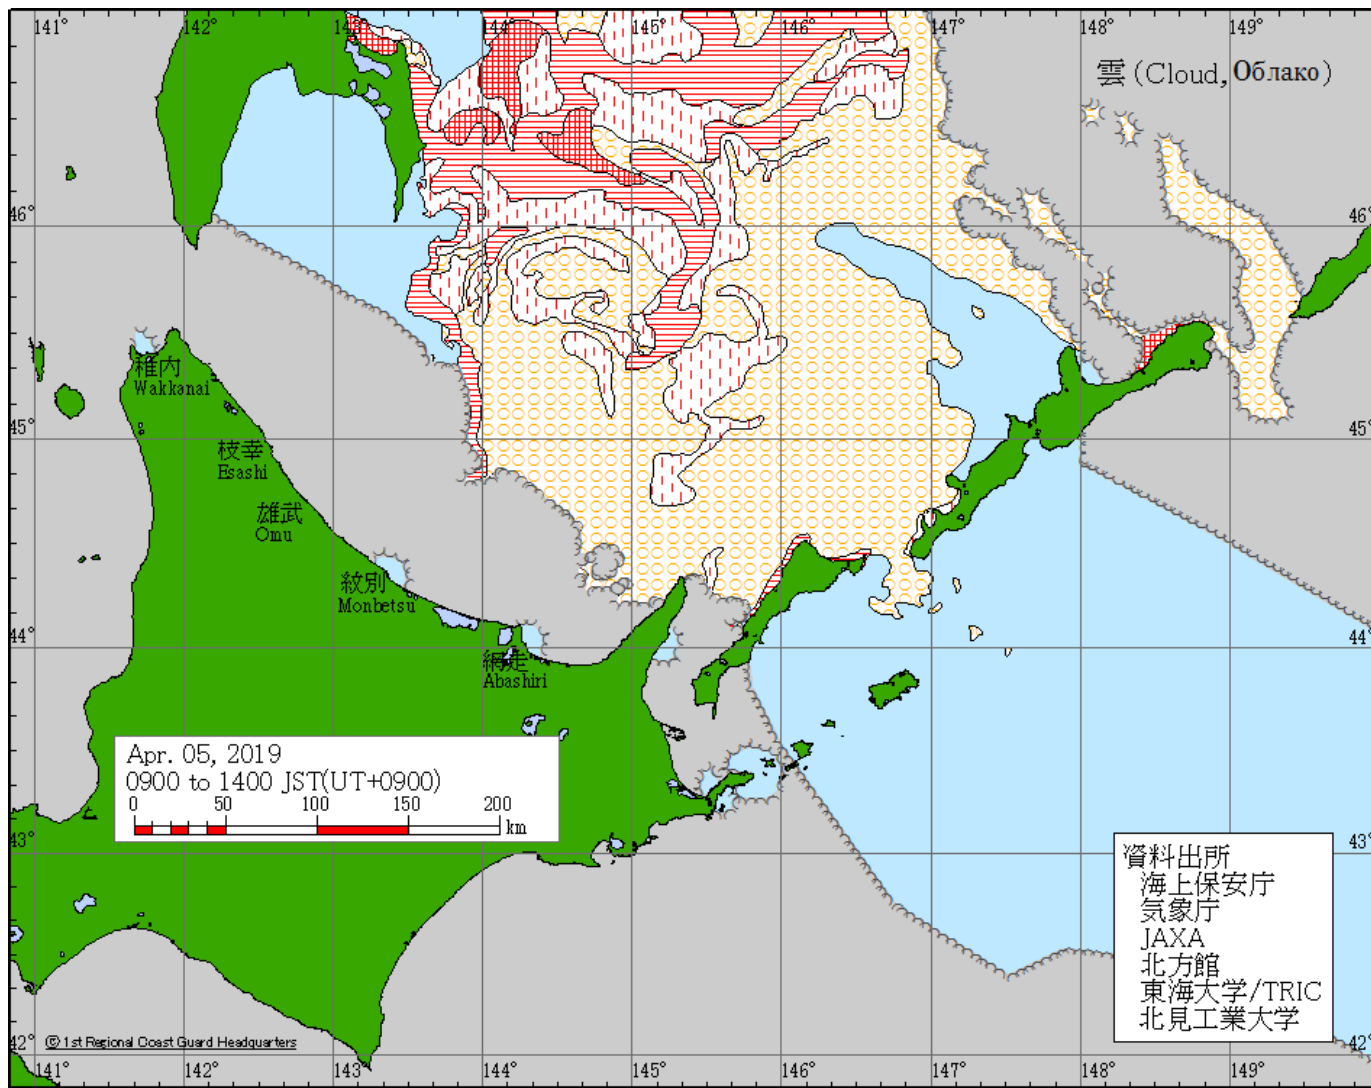 141° 142° 143° 144° 145° 146° 147° 148° 149°
雲(Cloud,Облако)
46° 46°
稚内
Wakkanai
45° 45°
枝幸
Esashi
雄武
Omu
紋別
Monbetsu
44° 44°
網走
Abashiri
Apr. 05, 2019
0900 to 1400 JST(UT+0900)
0 50 100 150 200
km
43° 43°
資料出所
海上保安庁
気象庁
JAXA
北方館
東海大学/TRIC
北見工業大学
42° 42°
© 1st Regional Coast Guard Headquarters
141° 142° 143° 144° 145° 146° 147° 148° 149°